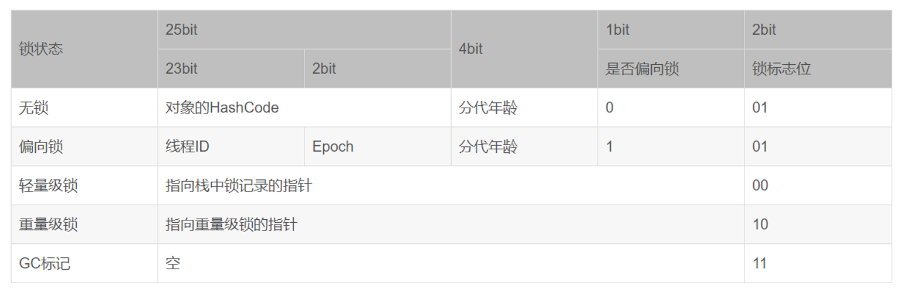 锁状态 25bit 4bit 1bit 2bit
23bit 2bit 是否偏向锁 锁标志位
无锁 对象的HashCode 分代年龄 0 01
偏向锁 线程ID Epoch 分代年龄 1 01
轻量级锁 指向栈中锁记录的指针 00
重量级锁 指向重量级锁的指针 10
GC标记 空 11